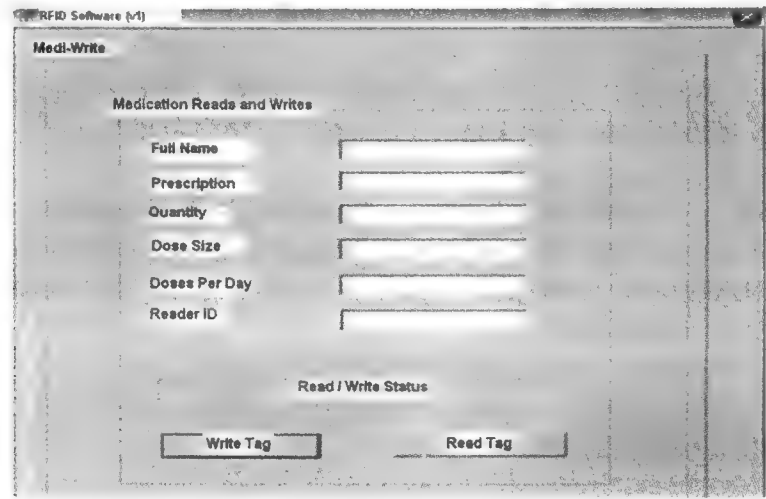 RFID Software (v1)
Medi-Write
Medication Reads and Writes
Full Name
Prescription
Quantity
Dose Size
Doses Per Day
Reader ID
Read / Write Status
Write Tag
Read Tag